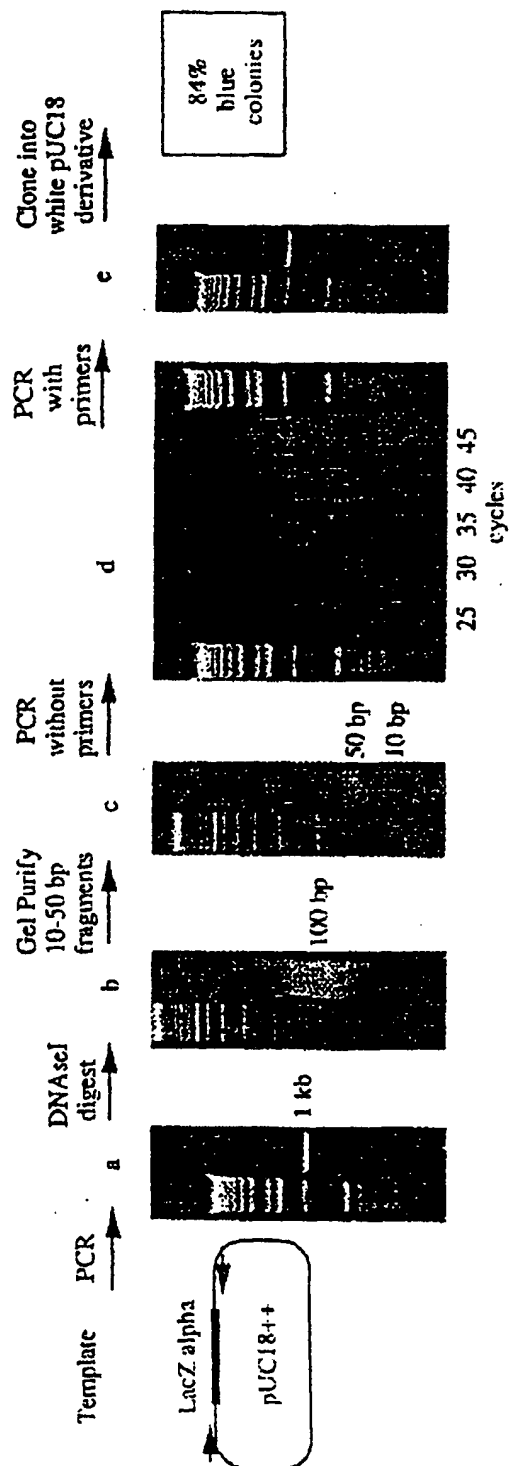 Template
PCR
a
DNAseI
digest
b
Gel Purify
10-50 bp
fragments
c
PCR
without
primers
d
PCR
with
primers
e
Clone into
white pUC18
derivative
LacZ alpha
pUC18++
1 kb
100 bp
50 bp
10 bp
25 30 35 40 45
cycles
84%
blue
colonies